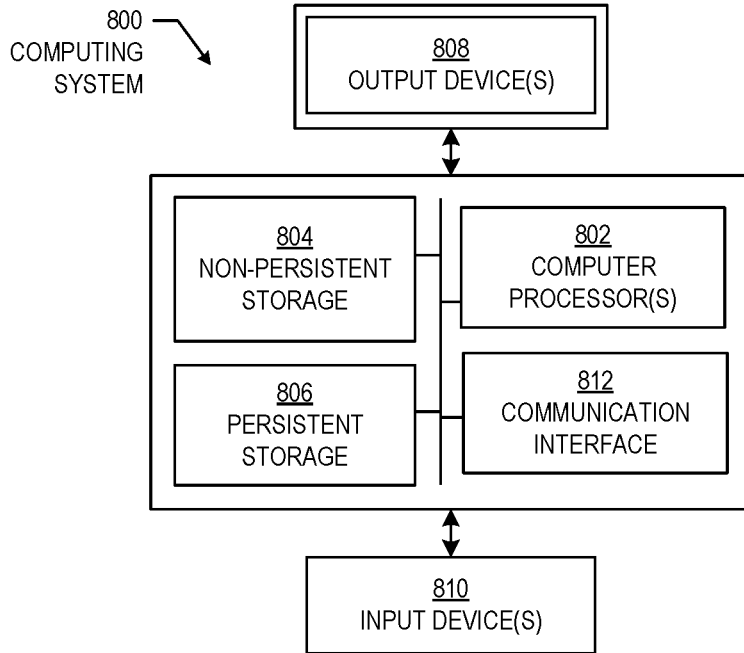 800
COMPUTING
SYSTEM
808
OUTPUT DEVICE(S)
804
NON-PERSISTENT
STORAGE
802
COMPUTER
PROCESSOR(S)
806
PERSISTENT
STORAGE
812
COMMUNICATION
INTERFACE
810
INPUT DEVICE(S)